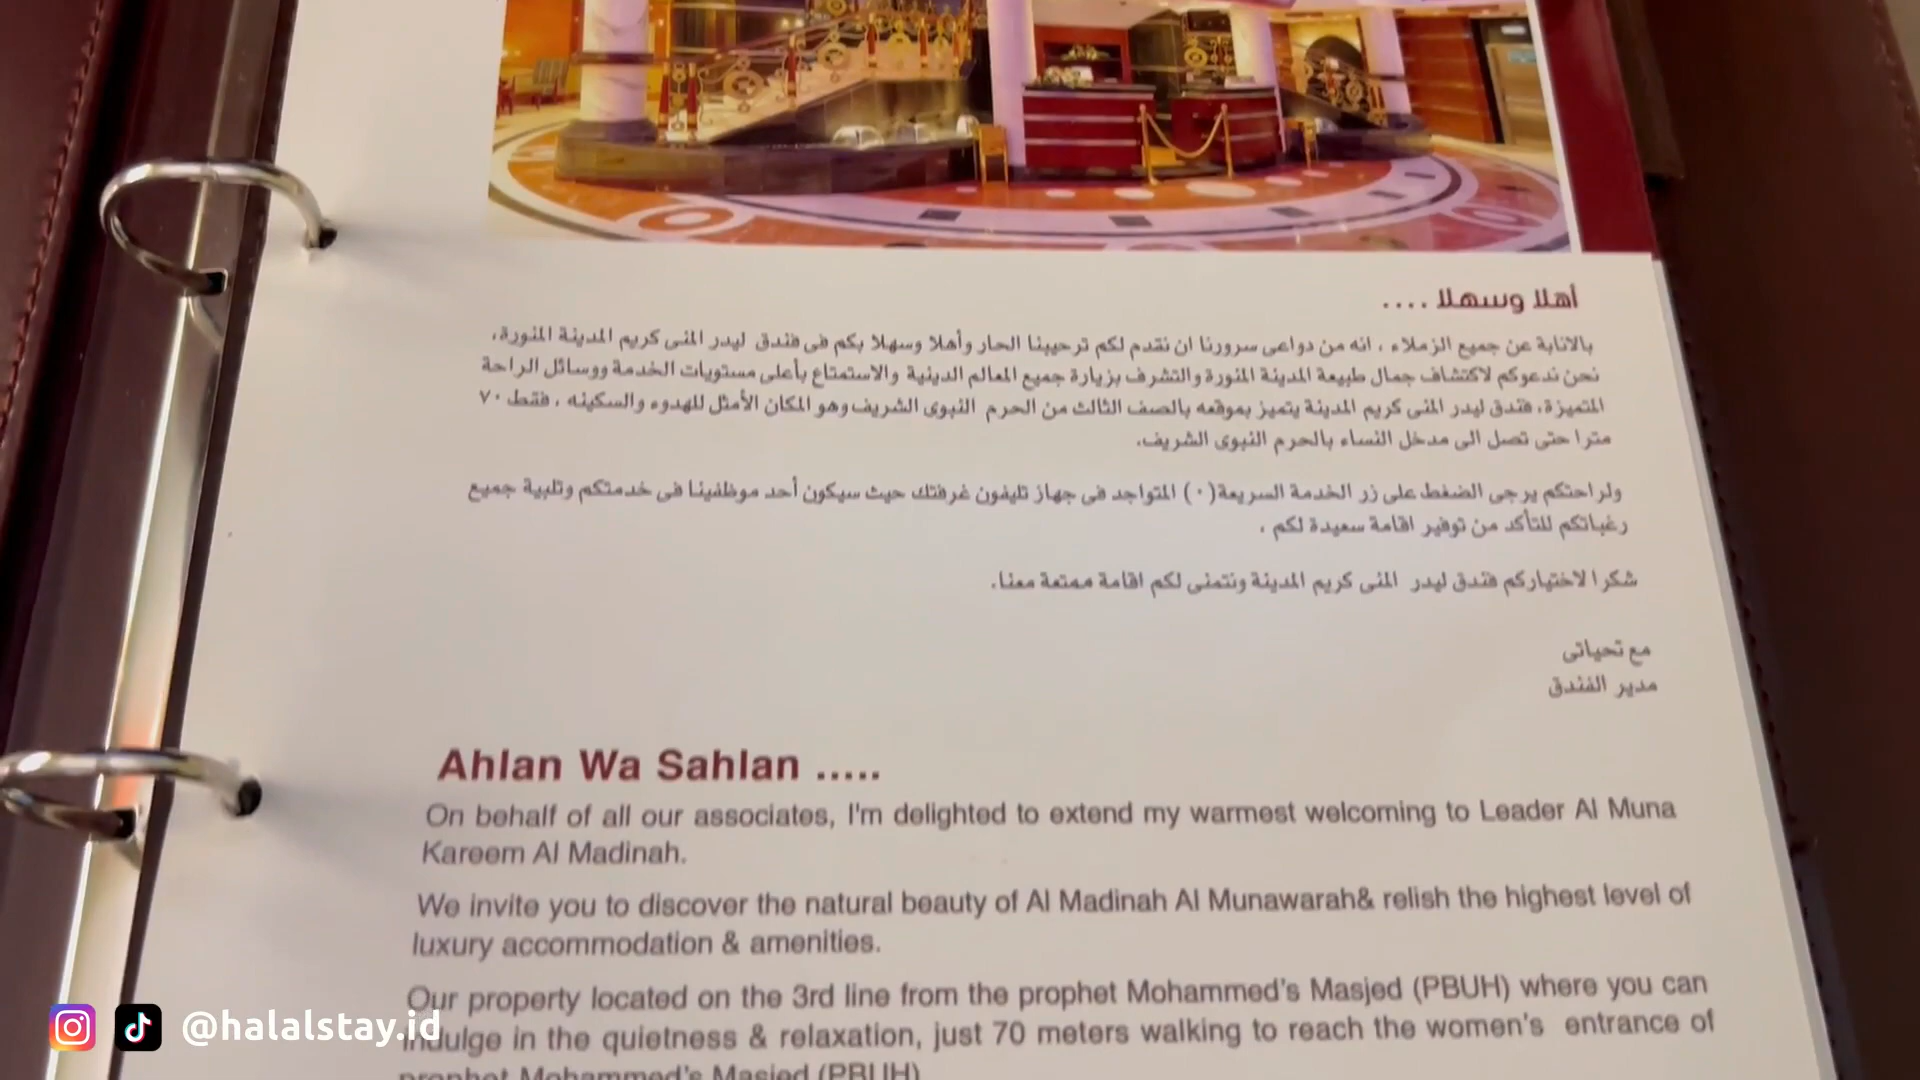 أهلا وسهلا ....
بالانابة عن جميع الزملاء ، انه من دواعى سرورنا ان نقدم لكم ترحيبنا الحار وأهلا وسهلا بكم فى فندق ليدر المنى كريم المدينة المنورة،
نحن ندعوكم لاكتشاف جمال طبيعة المدينة المنورة والتشرف بزيارة جميع المعالم الدينية والاستمتاع بأعلى مستويات الخدمة ووسائل الراحة
المتميزة، فندق ليدر المنى كريم المدينة يتميز بموقعه بالصف الثالث من الحرم النبوى الشريف وهو المكان الأمثل للهدوء والسكينه ، فقط ٧٠
مترا حتى تصل الى مدخل النساء بالحرم النبوى الشريف.
ولراحتكم يرجى الضغط على زر الخدمة السريعة(٠) المتواجد فى جهاز تليفون غرفتك حيث سيكون أحد موظفينا فى خدمتكم وتلبية جميع
رغباتكم للتأكد من توفير اقامة سعيدة لكم .
شكرا لاختياركم فندق ليدر المنى كريم المدينة ونتمنى لكم اقامة ممتعة معنا.
مع تحياتى
مدير الفندق
Ahlan Wa Sahlan .....
On behalf of all our associates, I'm delighted to extend my warmest welcoming to Leader Al Muna
Kareem Al Madinah.
We invite you to discover the natural beauty of Al Madinah Al Munawarah& relish the highest level of
luxury accommodation & amenities.
Our property located on the 3rd line from the prophet Mohammed's Masjed (PBUH) where you can
indulge in the quietness & relaxation, just 70 meters walking to reach the women's entrance of
prophet Mohammed's Masjed (PBUH)
@halalstay.id